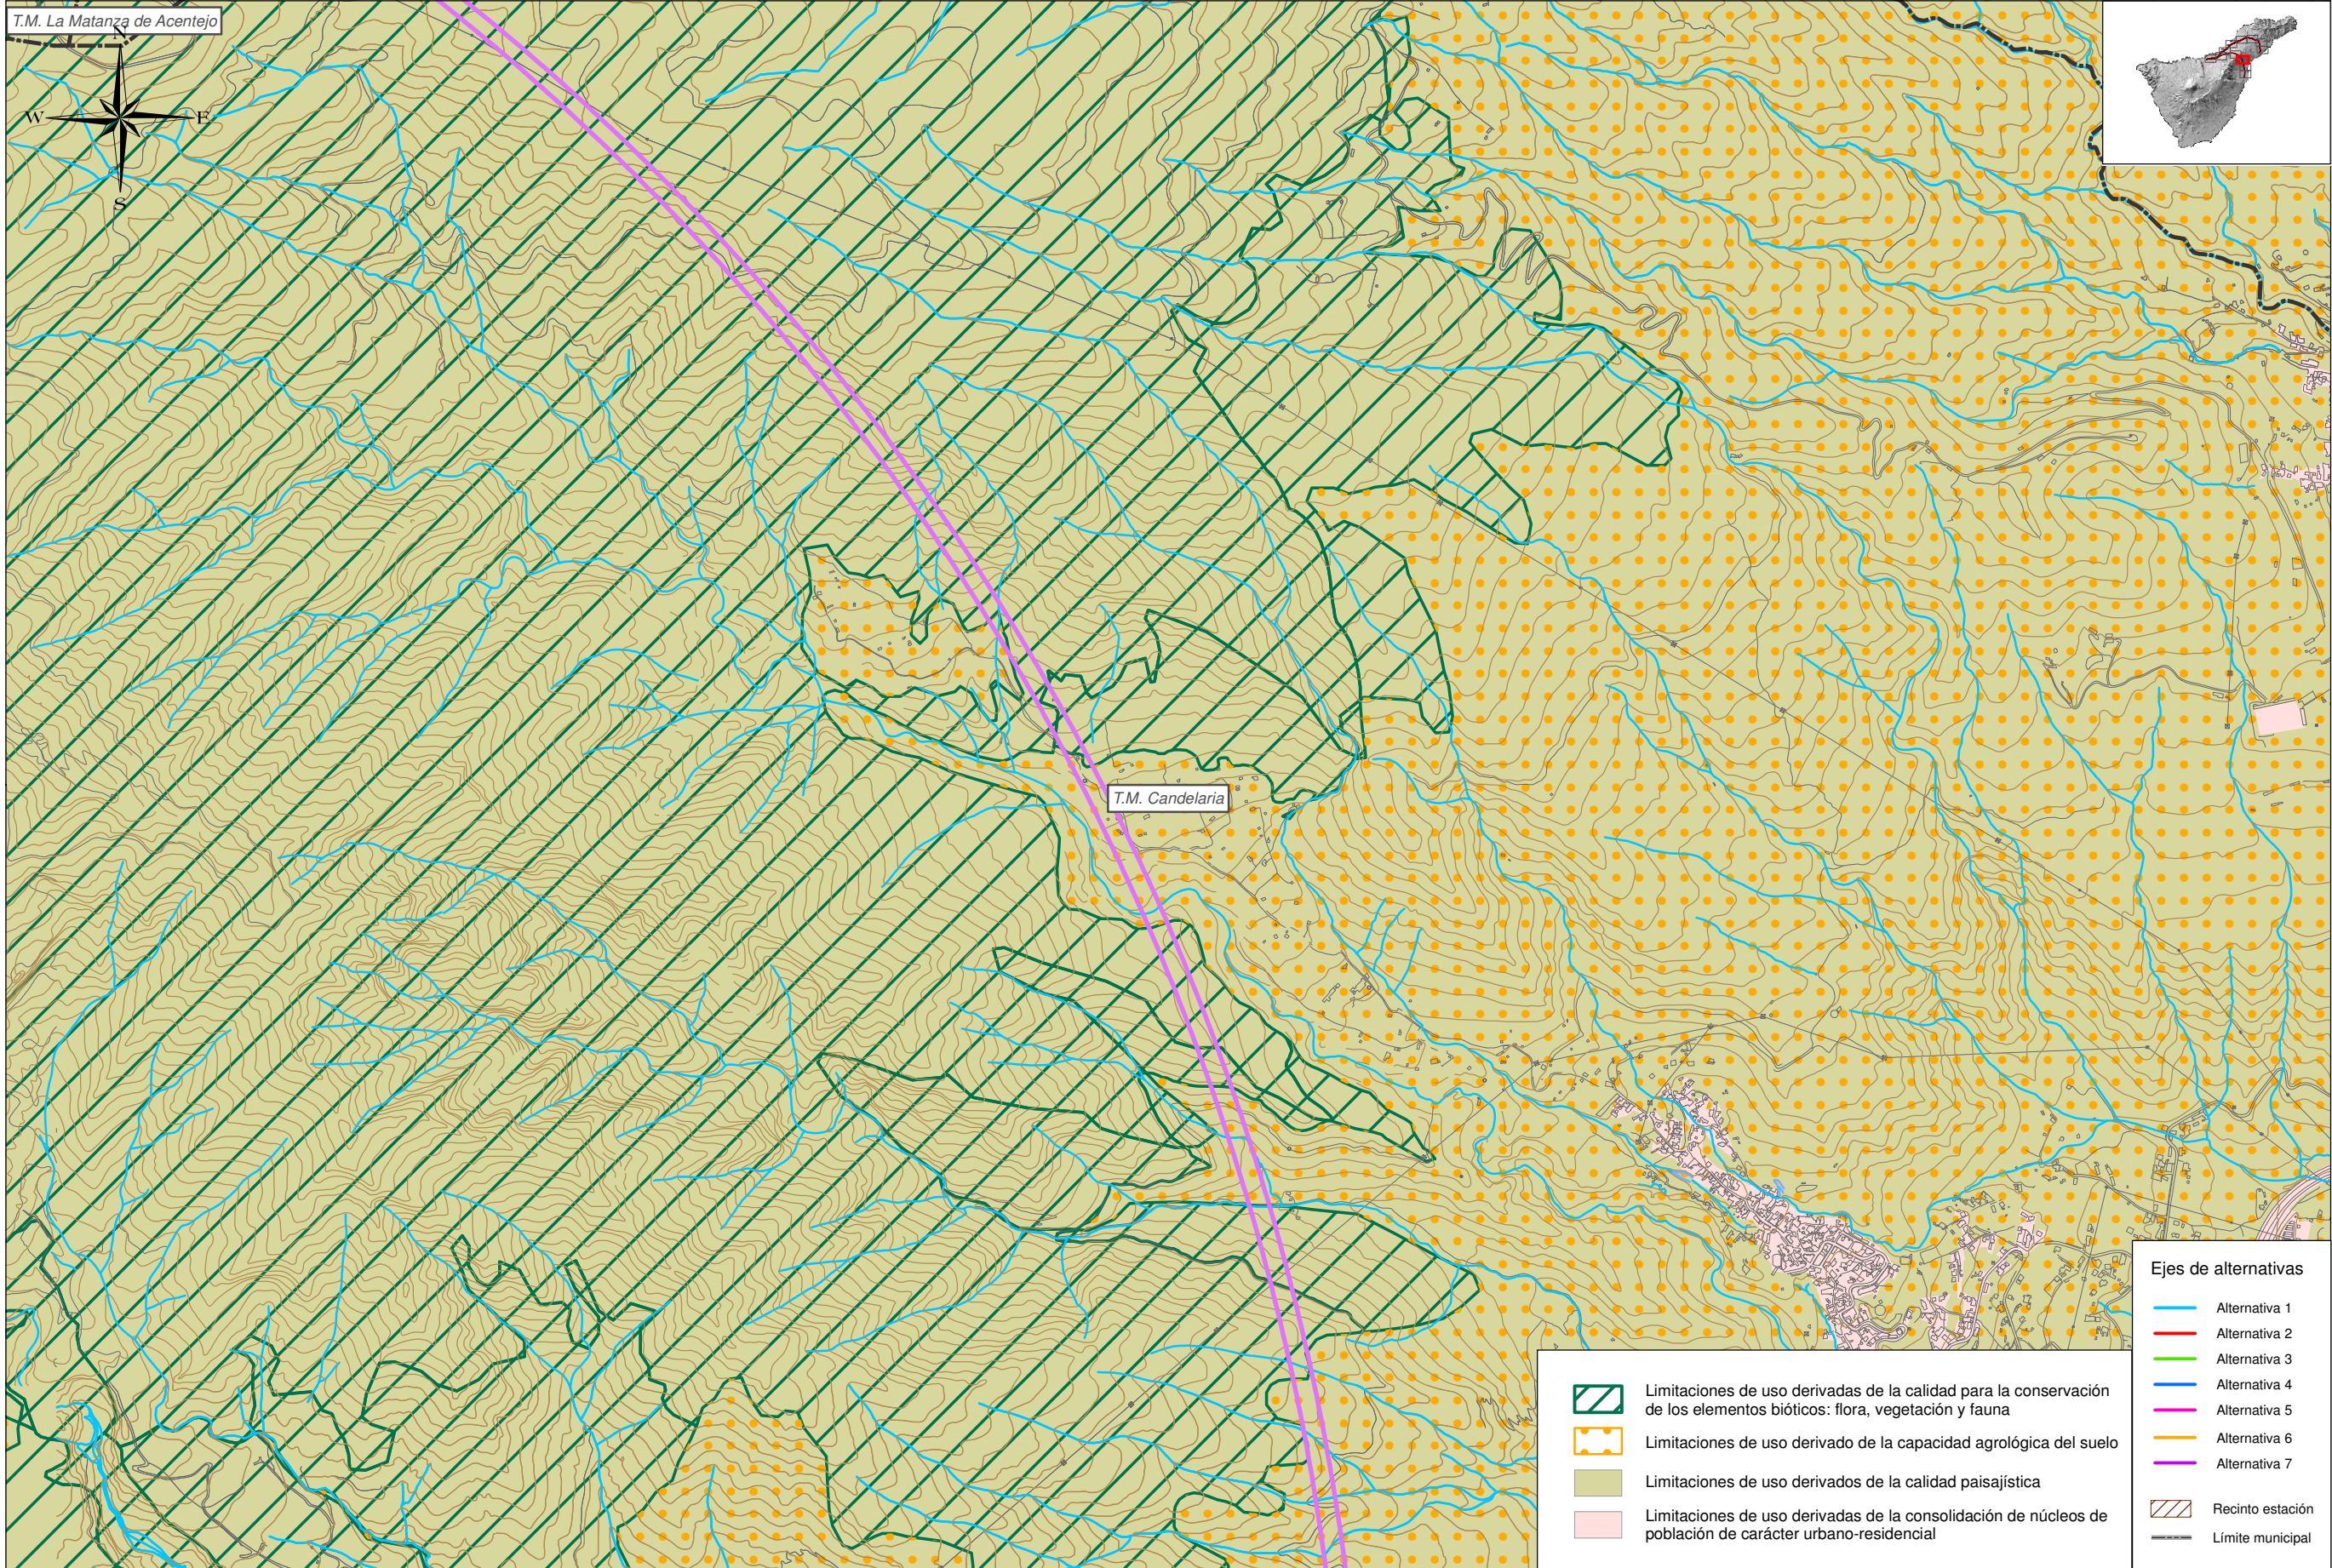 T.M. La Matanza de Acentejo
N
W
E
S
T.M. Candelaria
Limitaciones de uso derivadas de la calidad para la conservación
de los elementos bióticos: flora, vegetación y fauna
Limitaciones de uso derivado de la capacidad agrológica del suelo
Limitaciones de uso derivados de la calidad paisajística
Limitaciones de uso derivadas de la consolidación de núcleos de
población de carácter urbano-residencial
Ejes de alternativas
Alternativa 1
Alternativa 2
Alternativa 3
Alternativa 4
Alternativa 5
Alternativa 6
Alternativa 7
Recinto estación
Límite municipal